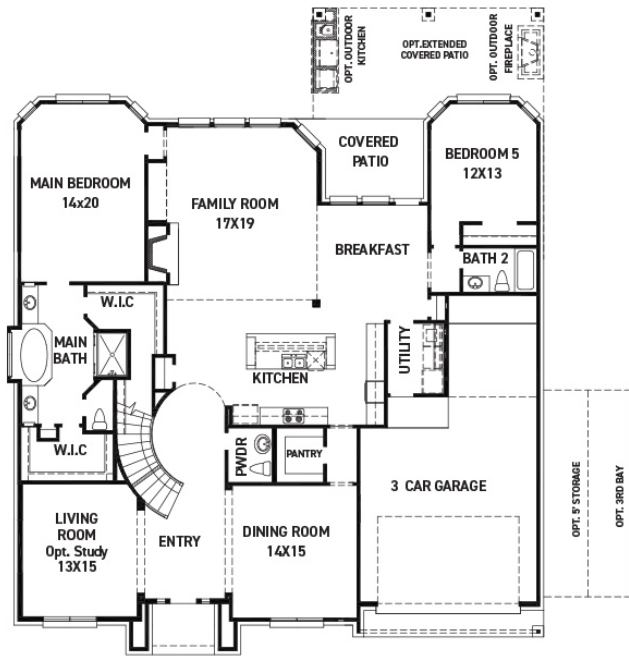 OPT. OUTDOOR
KITCHEN
OPT.EXTENDED
COVERED PATIO
OPT. OUTDOOR
FIREPLACE
COVERED
PATIO
BEDROOM 5
12X13
MAIN BEDROOM
14x20
FAMILY ROOM
17X19
BREAKFAST
BATH 2
W.I.C
MAIN
BATH
UTILITY
KITCHEN
W.I.C
PWDR
PANTRY
3 CAR GARAGE
OPT. 5' STORAGE
OPT. 3RD BAY
LIVING
ROOM
Opt. Study
13X15
ENTRY
DINING ROOM
14X15